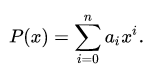 P(x) = \sum_{i=0}^{n} a_i x^i.